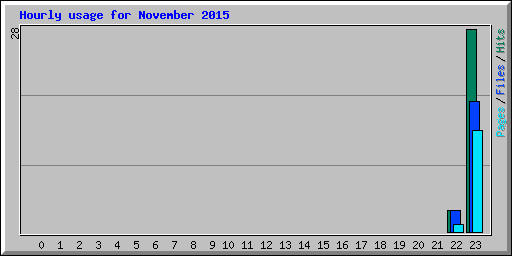 Hourly usage for November 2015
28
Pages/Files/Hits
0 1 2 3 4 5 6 7 8 9 10 11 12 13 14 15 16 17 18 19 20 21 22 23